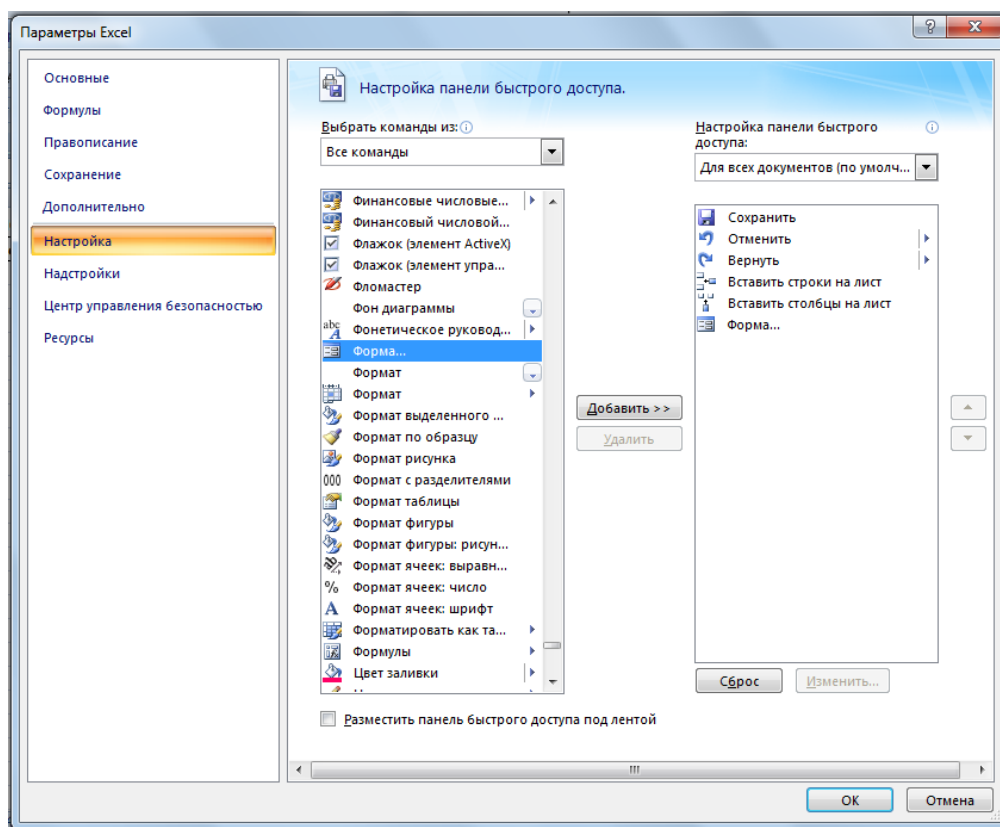 Параметры Excel
Основные
Формулы
Правописание
Сохранение
Дополнительно
Настройка
Надстройки
Центр управления безопасностью
Ресурсы
Настройка панели быстрого доступа.
Выбрать команды из:
Все команды
Финансовые числовые...
Финансовый числовой...
Флажок (элемент ActiveX)
Флажок (элемент упра...
Фломастер
Фон диаграммы
Фонетическое руковод...
Форма...
Формат
Формат
Формат выделенного ...
Формат по образцу
Формат рисунка
000 Формат с разделителями
Формат таблицы
Формат фигуры
Формат фигуры: рисун...
Формат ячеек: выравн...
% Формат ячеек: число
A Формат ячеек: шрифт
Форматировать как та...
Формулы
Цвет заливки
Разместить панель быстрого доступа под лентой
Добавить >>
Удалить
Настройка панели быстрого
доступа:
Для всех документов (по умолч...
Сохранить
Отменить
Вернуть
Вставить строки на лист
Вставить столбцы на лист
Форма...
Сброс
Изменить...
ОК
Отмена